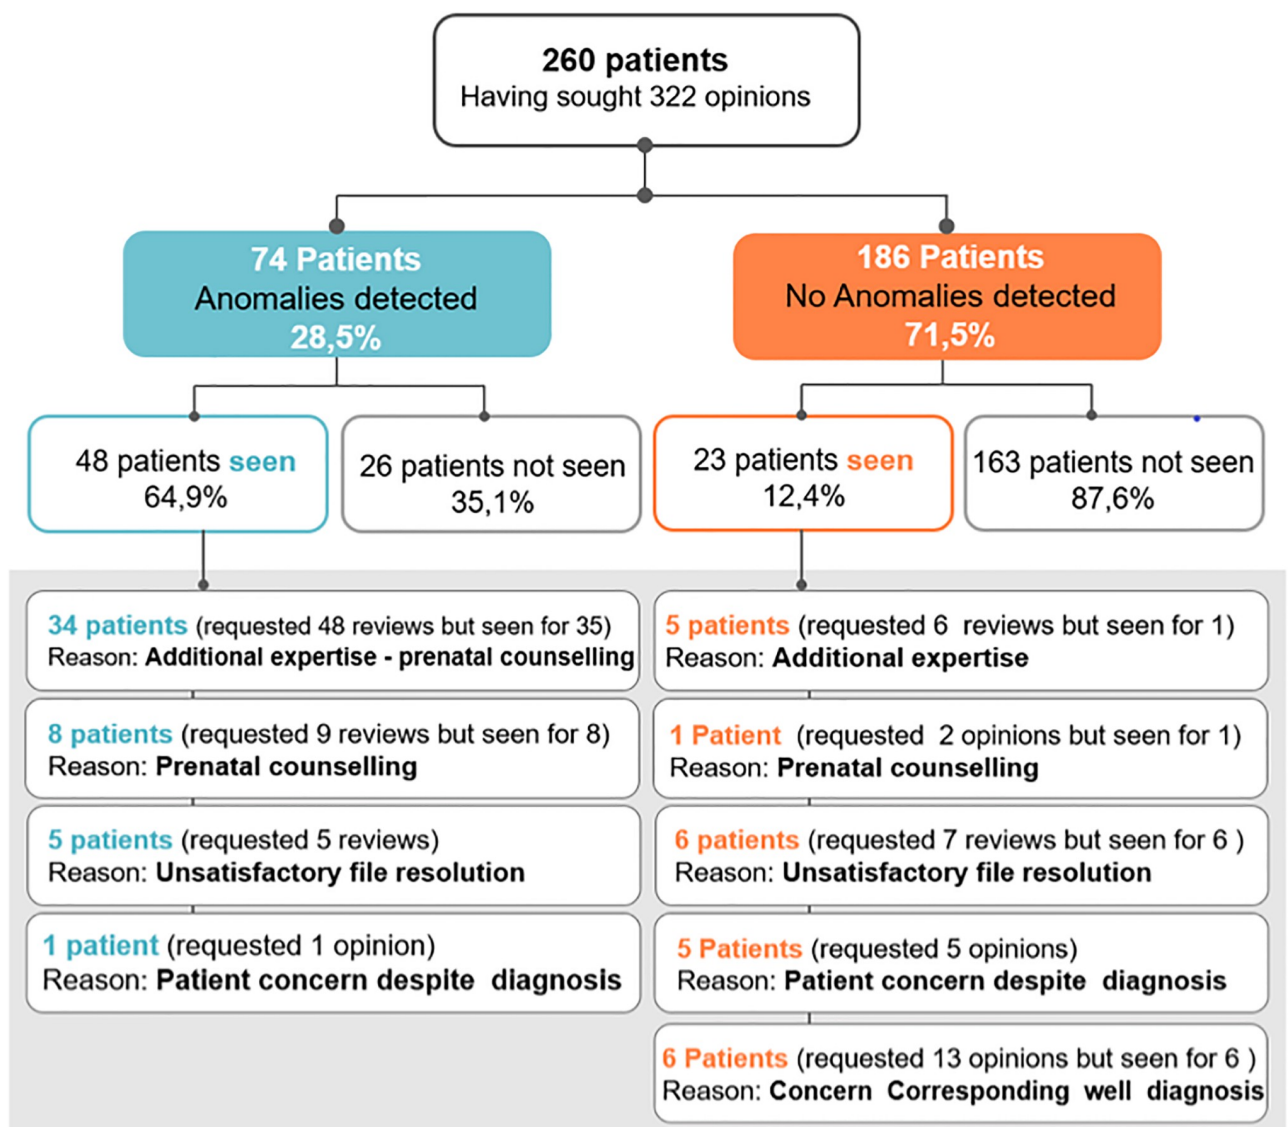 260 patients
Having sought 322 opinions
74 Patients
Anomalies detected
28,5%
186 Patients
No Anomalies detected
71,5%
48 patients seen
64,9%
26 patients not seen
35,1%
23 patients seen
12,4%
163 patients not seen
87,6%
34 patients (requested 48 reviews but seen for 35)
Reason: Additional expertise - prenatal counselling
8 patients (requested 9 reviews but seen for 8)
Reason: Prenatal counselling
5 patients (requested 5 reviews)
Reason: Unsatisfactory file resolution
1 patient (requested 1 opinion)
Reason: Patient concern despite diagnosis
5 patients (requested 6 reviews but seen for 1)
Reason: Additional expertise
1 Patient (requested 2 opinions but seen for 1)
Reason: Prenatal counselling
6 patients (requested 7 reviews but seen for 6 )
Reason: Unsatisfactory file resolution
5 Patients (requested 5 opinions)
Reason: Patient concern despite diagnosis
6 Patients (requested 13 opinions but seen for 6 )
Reason: Concern Corresponding well diagnosis